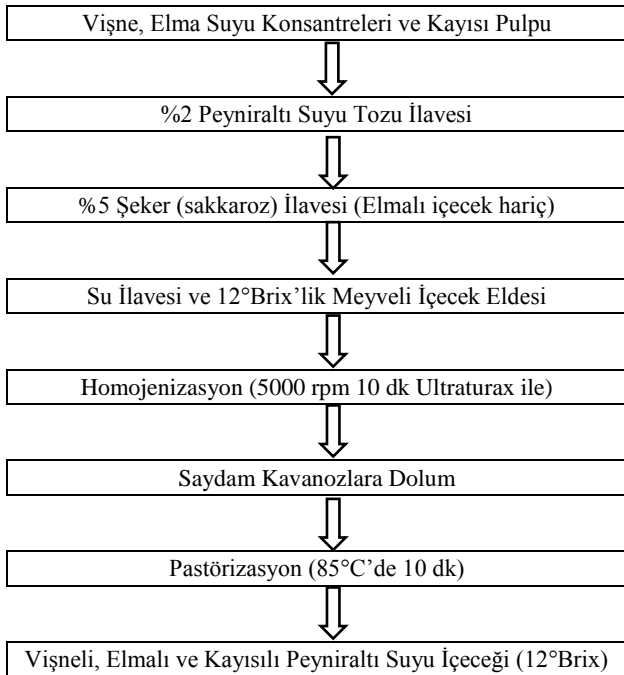 Vişne, Elma Suyu Konsantreleri ve Kayısı Pulpu
%2 Peyniraltı Suyu Tozu İlavesi
%5 Şeker (sakkaroz) İlavesi (Elmalı içecek hariç)
Su İlavesi ve 12°Brix’lik Meyveli İçecek Eldesi
Homojenizasyon (5000 rpm 10 dk Ultraturax ile)
Saydam Kavanozlara Dolum
Pastörizasyon (85°C’de 10 dk)
Vişneli, Elmalı ve Kayısılı Peyniraltı Suyu İçeceği (12°Brix)